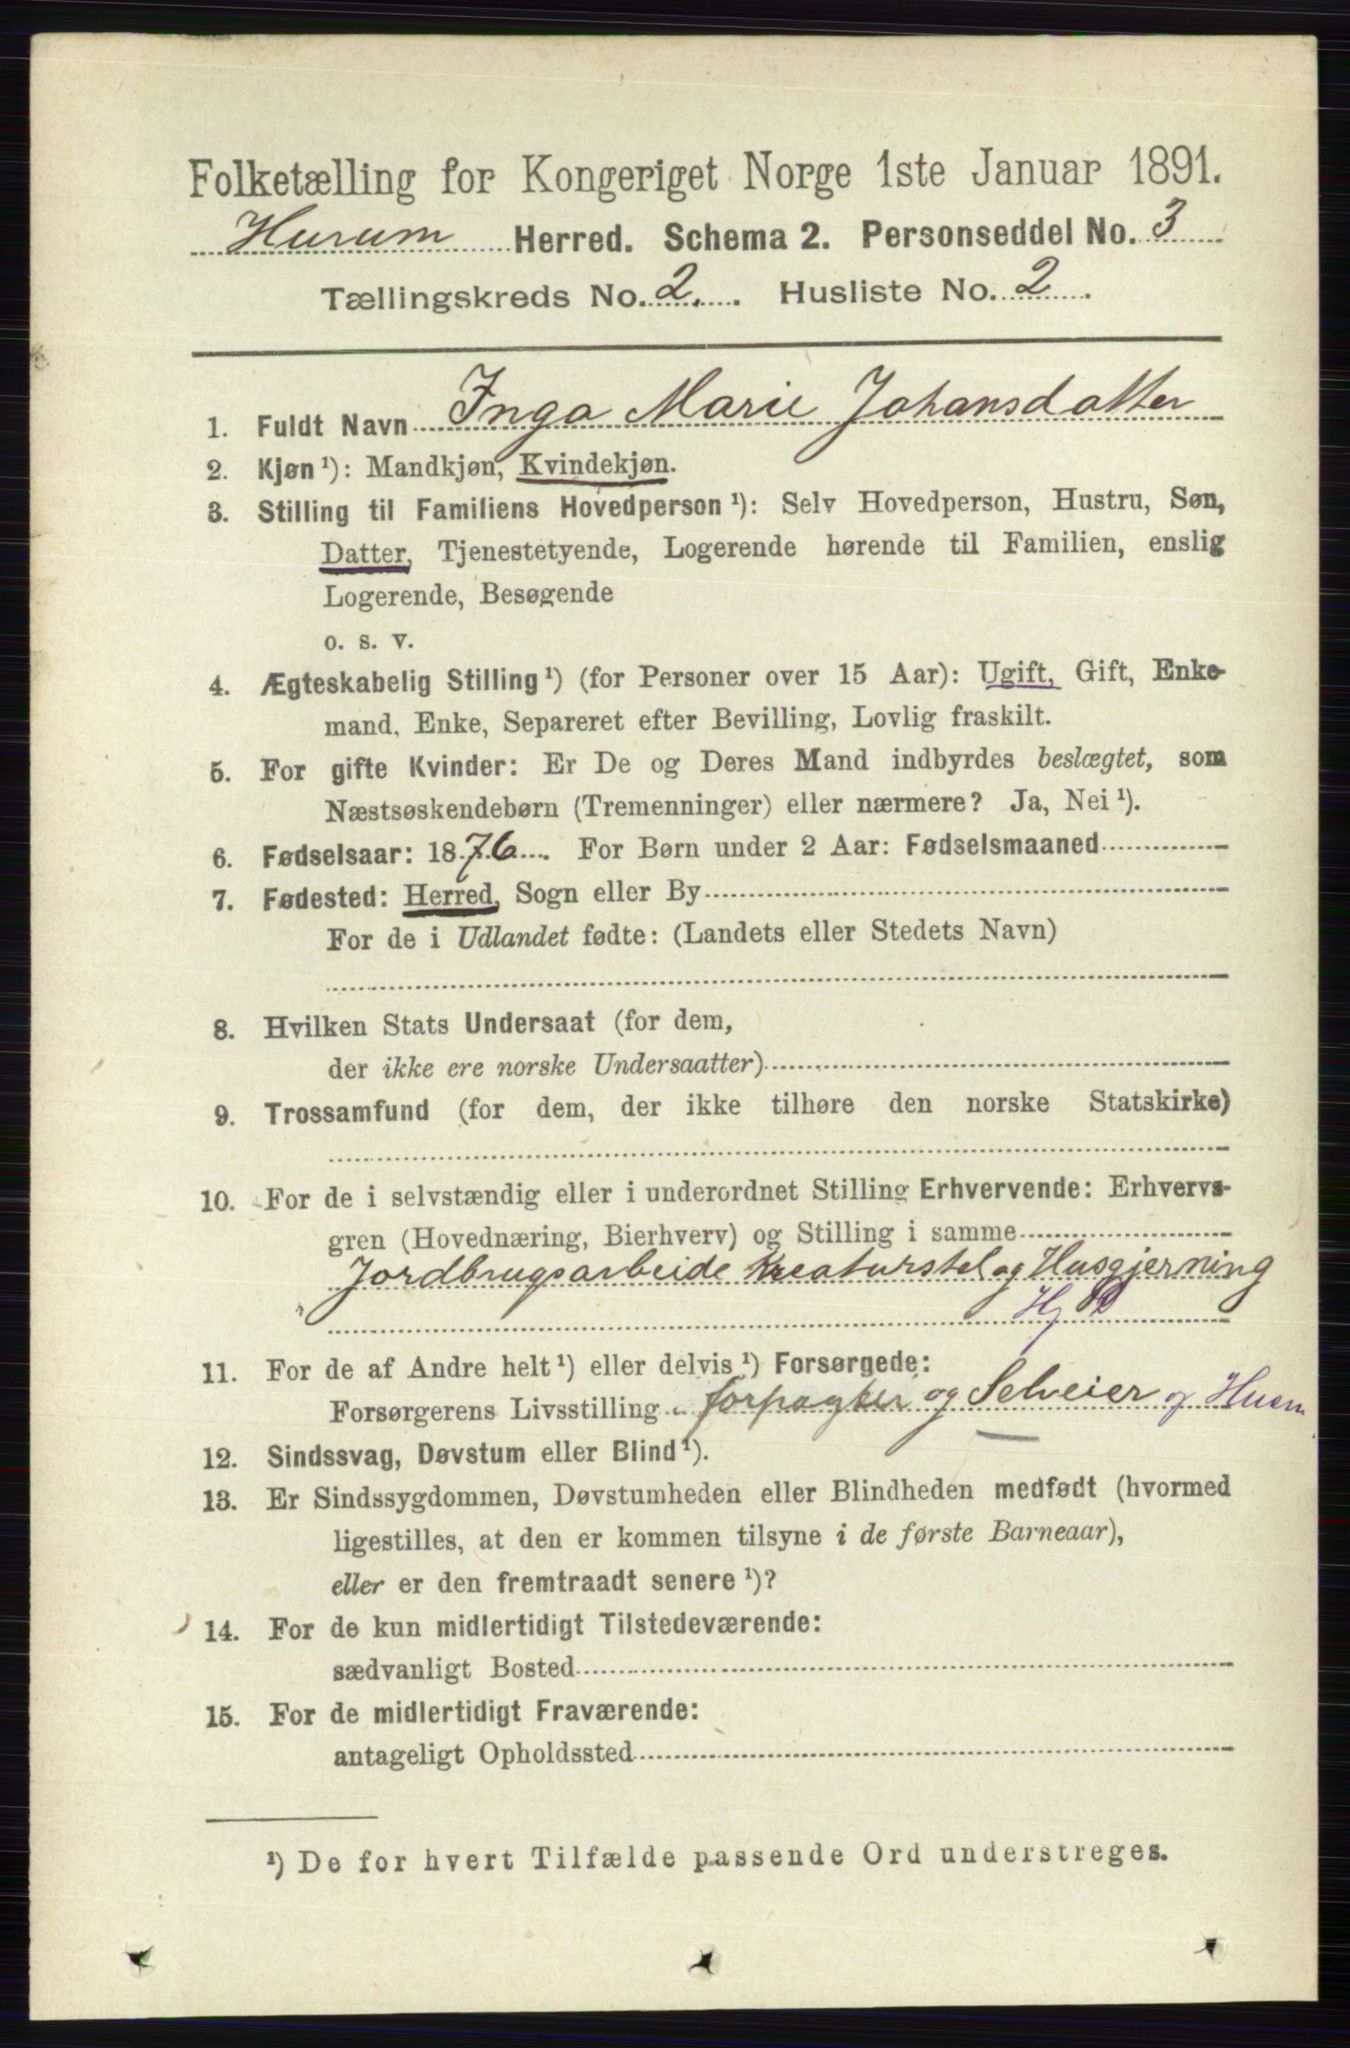 Folketælling for Kongeriget Norge 1ste Januar 1891.
Hurum Herred. Schema 2. Personseddel No. 3
Tællingskreds No. 2. Husliste No. 2.
1. Fuldt Navn Inga Marie Johansdatter
2. Kjøn ¹): Mandkjøn, Kvindekjøn.
3. Stilling til Familiens Hovedperson ¹): Selv Hovedperson, Hustru, Søn,
Datter, Tjenestetyende, Logerende hørende til Familien, enslig
Logerende, Besøgende
o. s. v.
4. Ægteskabelig Stilling ¹) (for Personer over 15 Aar): Ugift, Gift, Enke-
mand, Enke, Separeret efter Bevilling, Lovlig fraskilt.
5. For gifte Kvinder: Er De og Deres Mand indbyrdes beslægtet, som
Næstsøskendebørn (Tremenninger) eller nærmere? Ja, Nei ¹).
6. Fødselsaar: 1876. For Børn under 2 Aar: Fødselsmaaned
7. Fødested: Herred, Sogn eller By
For de i Udlandet fødte: (Landets eller Stedets Navn)
8. Hvilken Stats Undersaat (for dem,
der ikke ere norske Undersaatter)
9. Trossamfund (for dem, der ikke tilhøre den norske Statskirke)
10. For de i selvstændig eller i underordnet Stilling Erhvervende: Erhvervs-
gren (Hovednæring, Bierhverv) og Stilling i samme
Jordbrugsarbeide Kreaturstel og Husgjerning
11. For de af Andre helt ¹) eller delvis ¹) Forsørgede:
Forsørgerens Livsstilling forpagter og Selveier og
12. Sindssvag, Døvstum eller Blind ¹).
13. Er Sindssygdommen, Døvstumheden eller Blindheden medfødt (hvormed
ligestilles, at den er kommen tilsyne i de første Barneaar),
eller er den fremtraadt senere ¹)?
14. For de kun midlertidigt Tilstedeværende:
sædvanligt Bosted
15. For de midlertidigt Fraværende:
antageligt Opholdssted
¹) De for hvert Tilfælde passende Ord understreges.